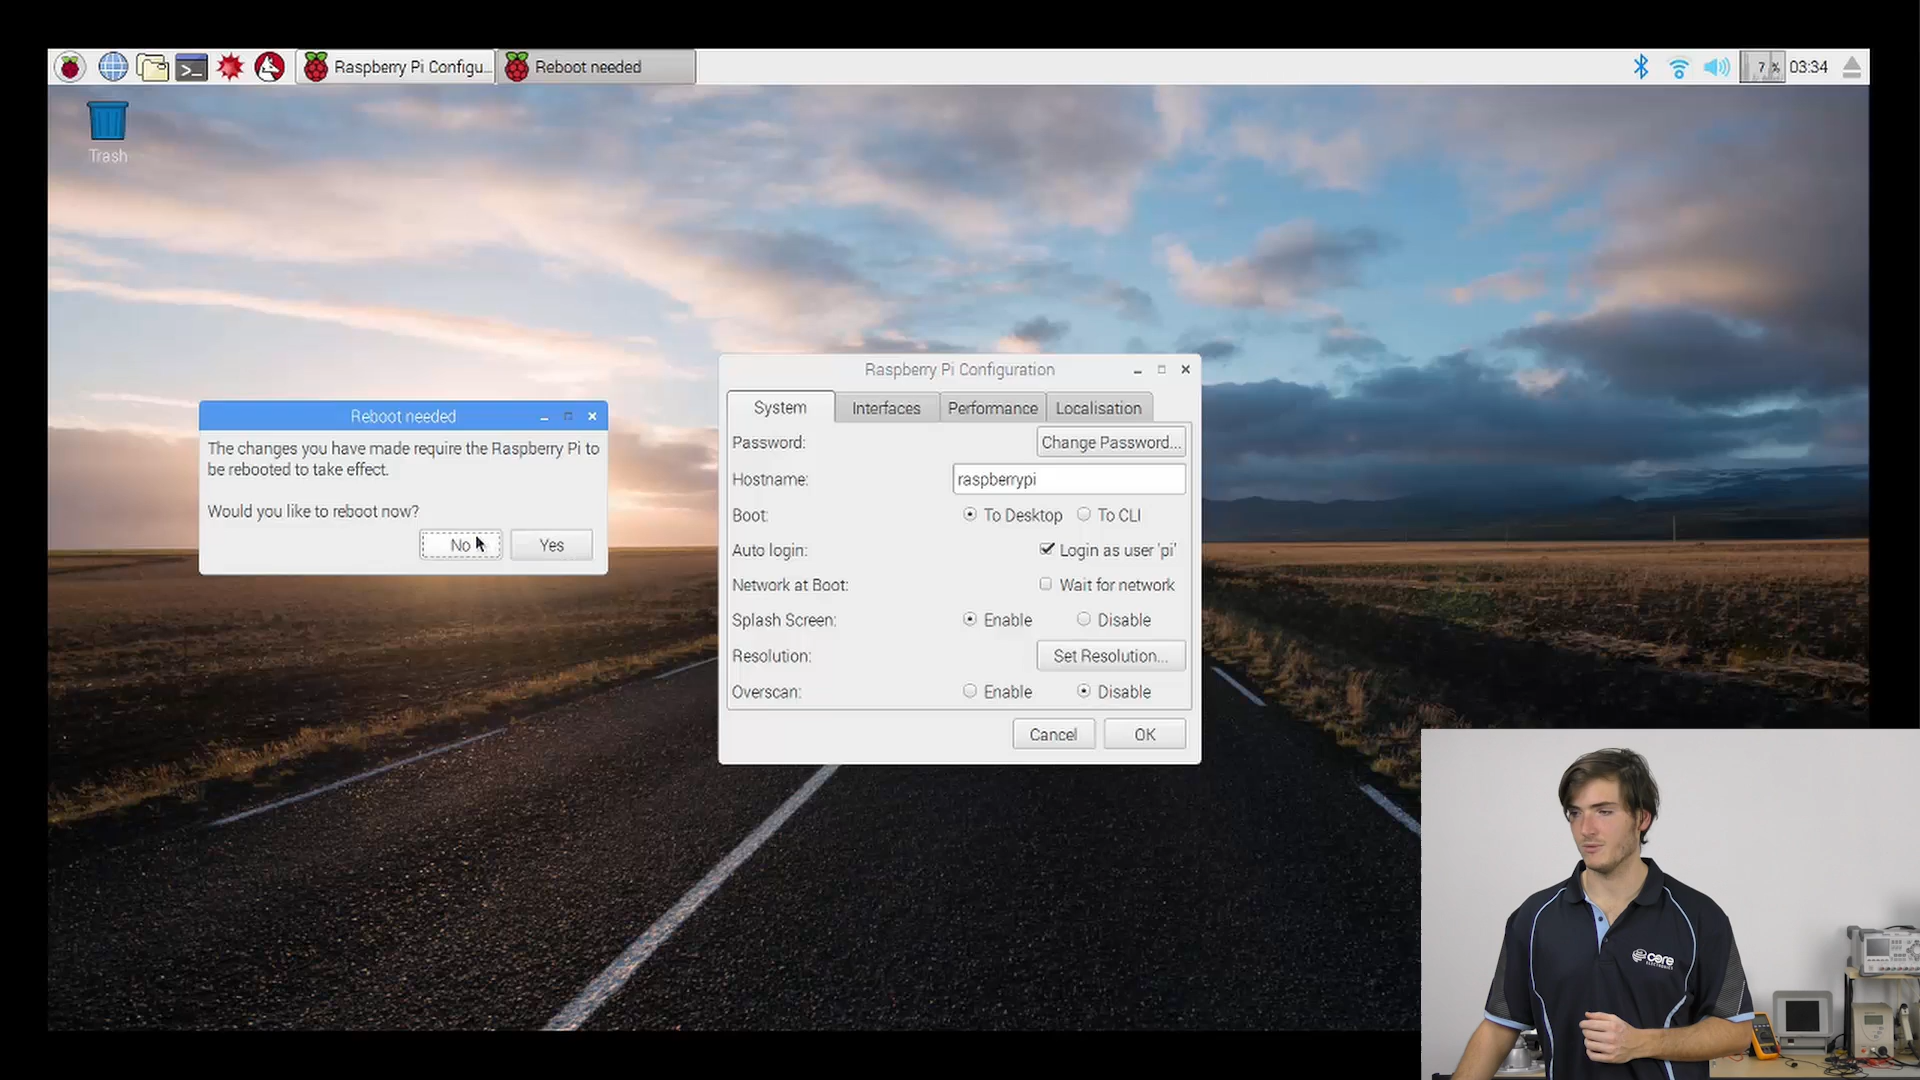 Raspberry Pi Configu...
Reboot needed
7 %
03:34
Trash
Raspberry Pi Configuration
System
Interfaces
Performance
Localisation
Password:
Change Password...
Hostname:
raspberrypi
Boot:
To Desktop
To CLI
Auto login:
Login as user 'pi'
Network at Boot:
Wait for network
Splash Screen:
Enable
Disable
Resolution:
Set Resolution...
Overscan:
Enable
Disable
Cancel
OK
Reboot needed
The changes you have made require the Raspberry Pi to
be rebooted to take effect.
Would you like to reboot now?
No
Yes
core
ELECTRONICS